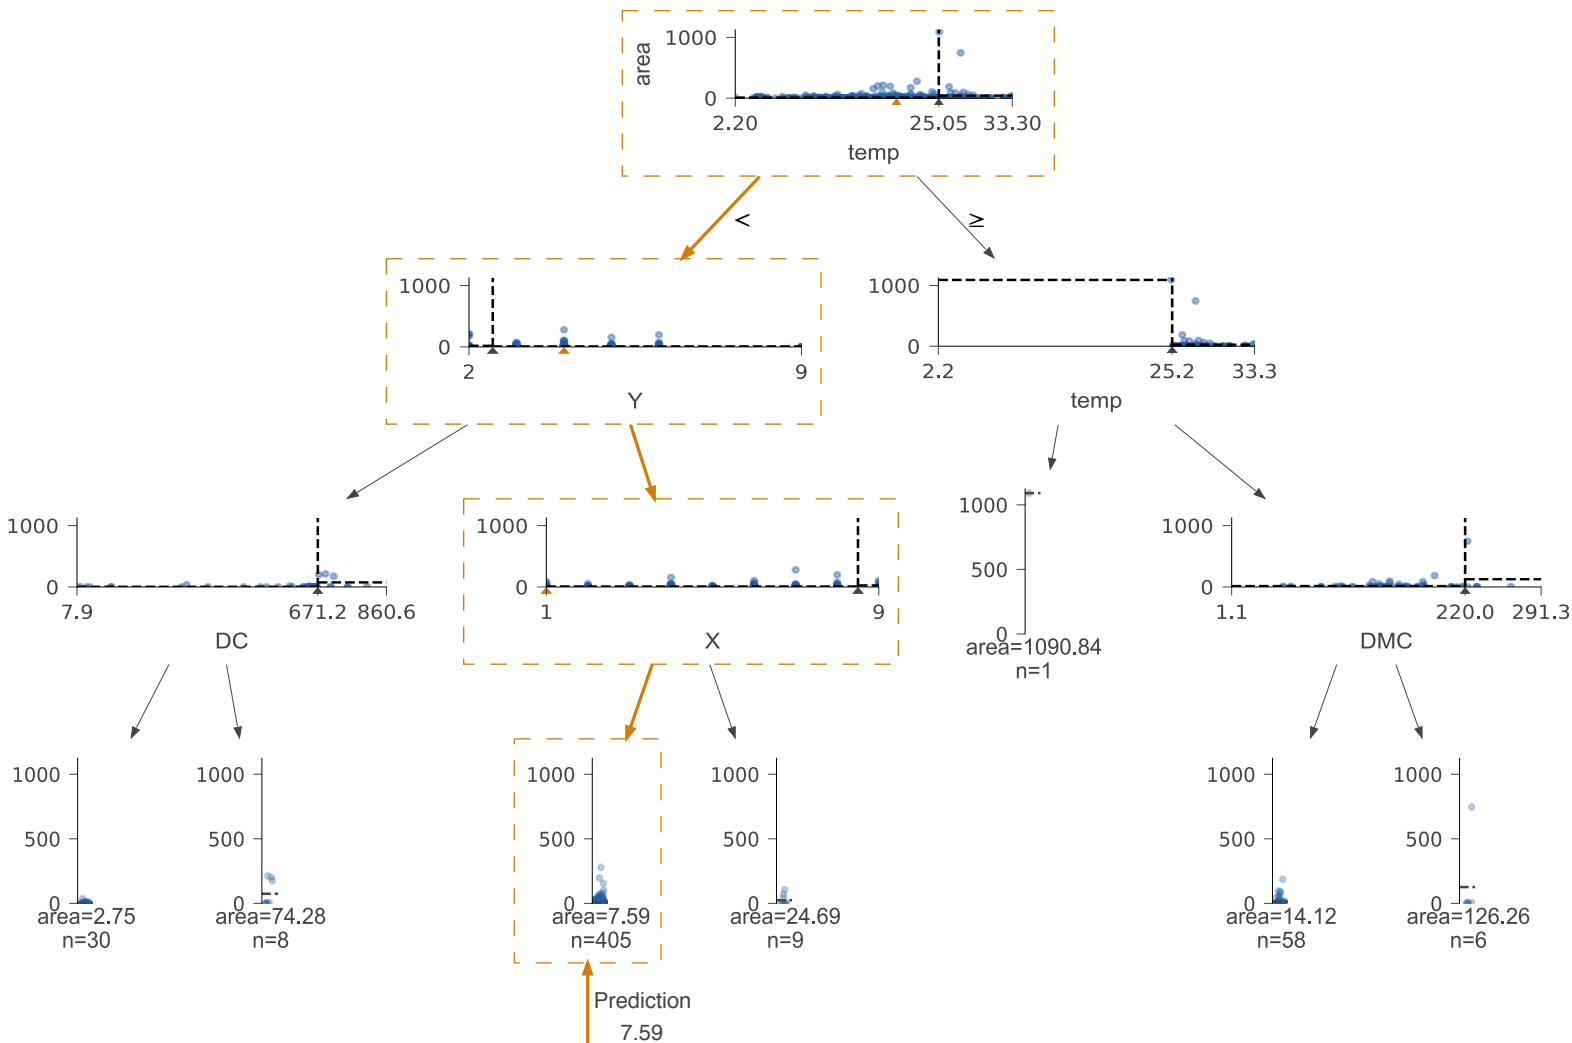 area
1000
0
2.20
25.05
33.30
temp
<
≥
1000
0
2
9
Y
1000
0
2.2
25.2
33.3
temp
1000
0
7.9
671.2
860.6
DC
1000
0
1
9
X
1000
500
0
area=1090.84
n=1
1000
0
1.1
220.0
291.3
DMC
1000
500
0
area=2.75
n=30
1000
500
0
area=74.28
n=8
1000
500
0
area=7.59
n=405
1000
500
0
area=24.69
n=9
1000
500
0
area=14.12
n=58
1000
500
0
area=126.26
n=6
Prediction
7.59